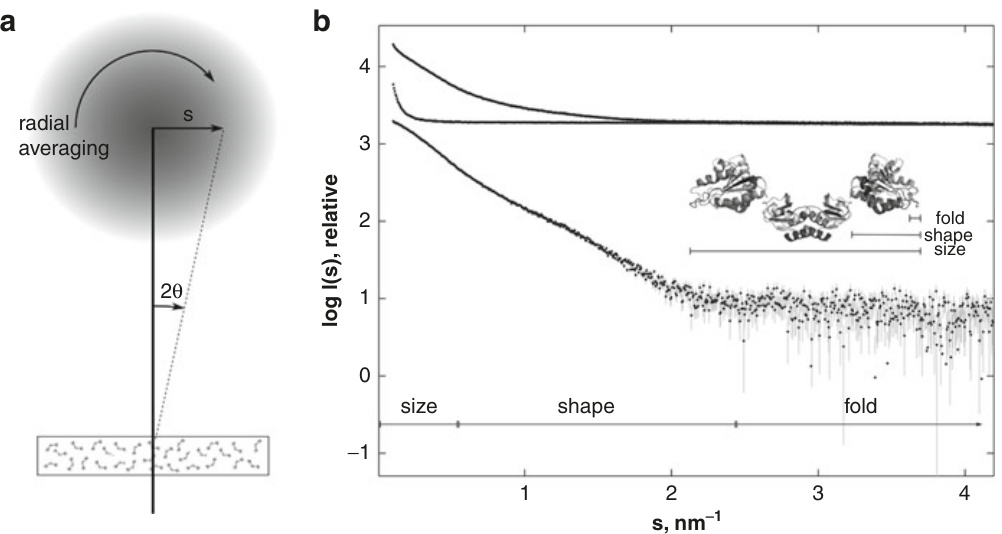 a
radial
averaging
s
2θ
b
log I(s), relative
4
3
2
1
0
−1
fold
shape
size
size shape fold
1 2 3 4
s, nm⁻¹